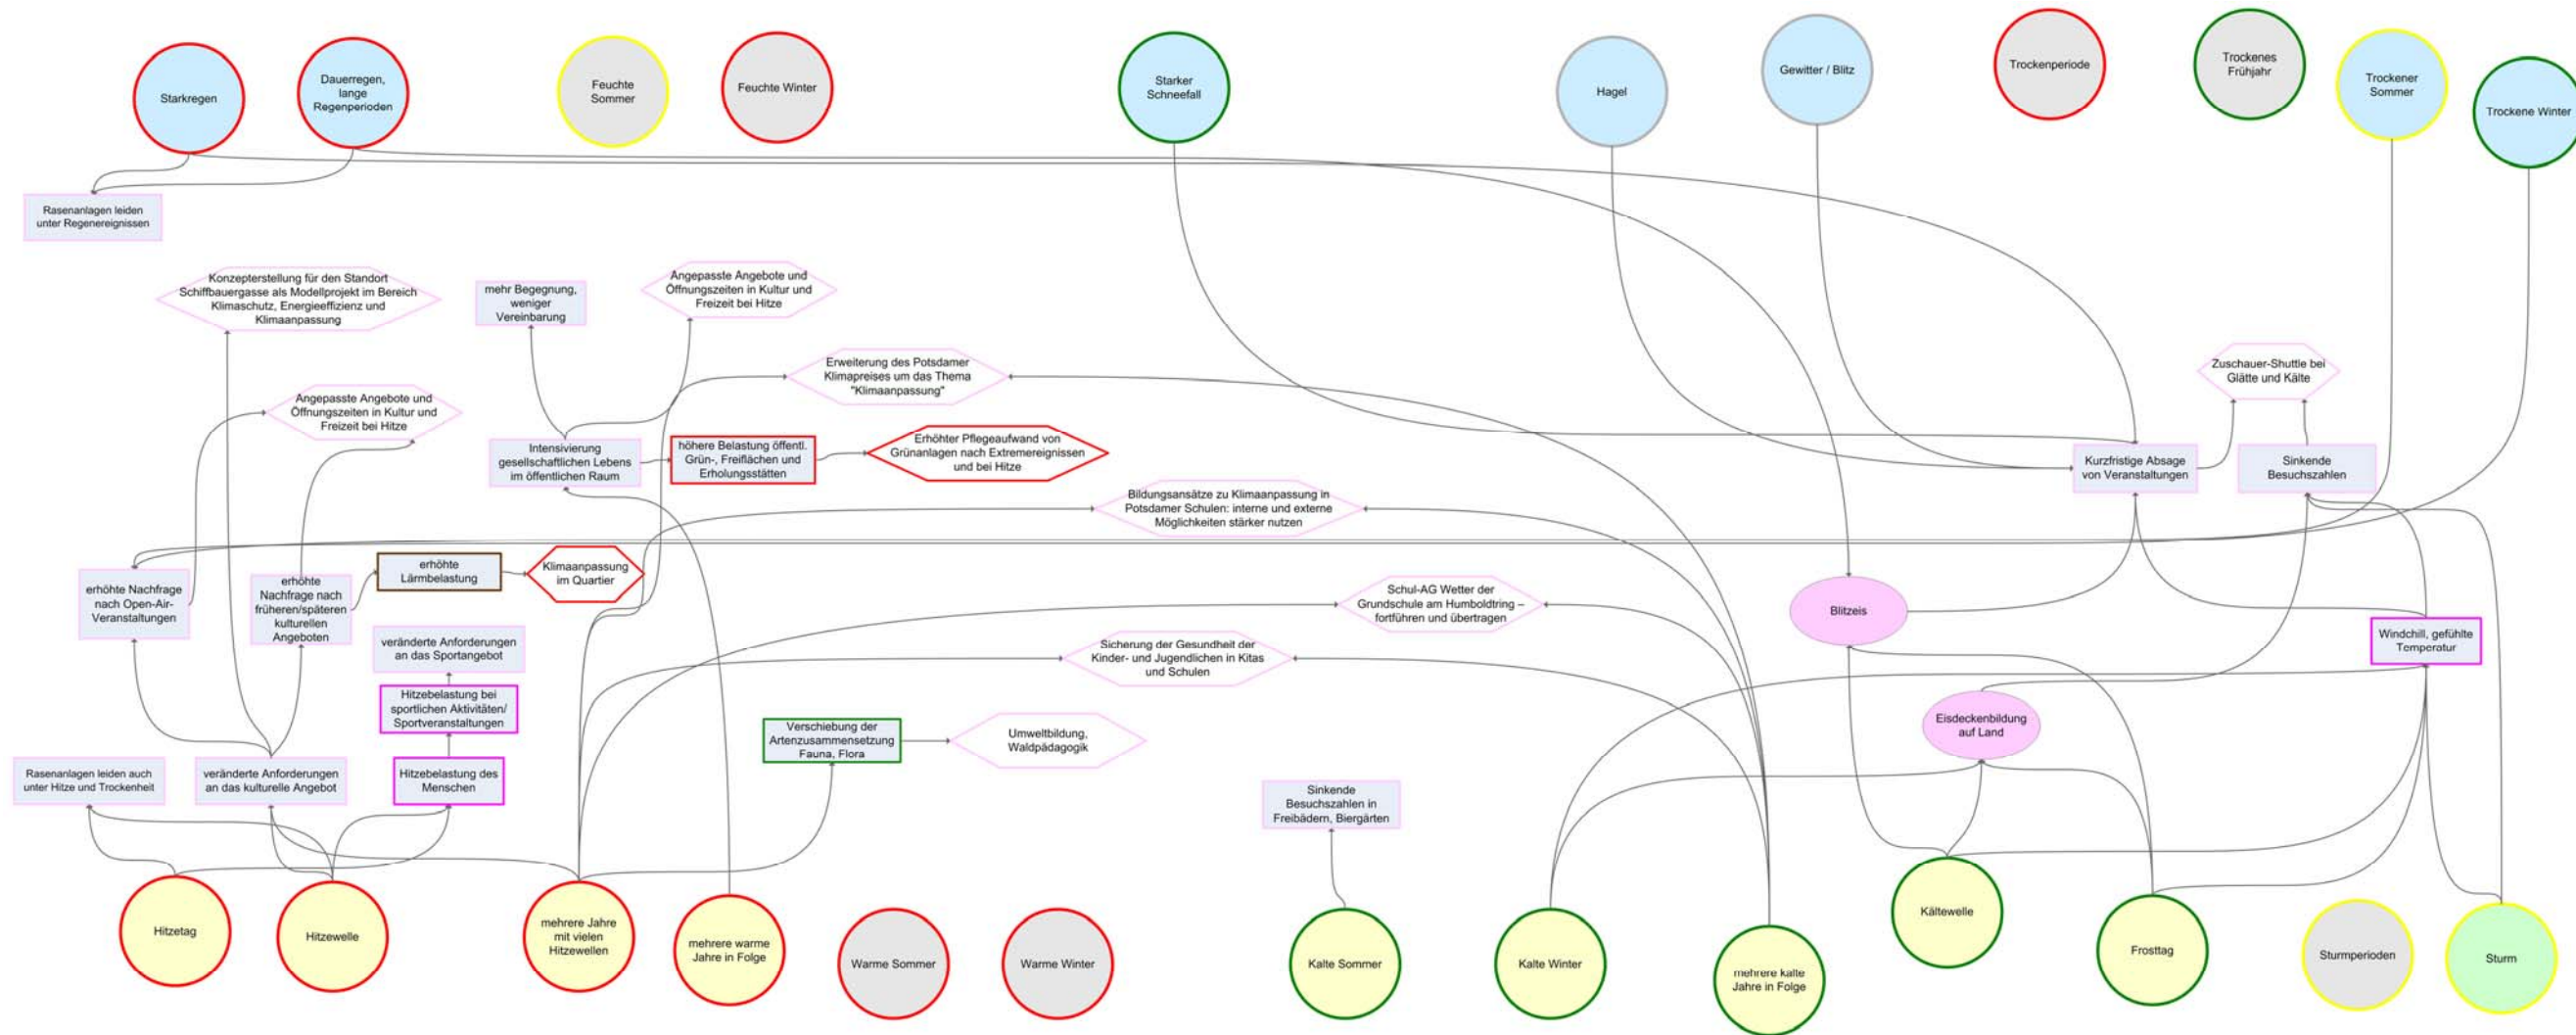 Starkregen
Dauerregen,
lange
Regenperioden
Feuchte
Sommer
Feuchte Winter
Starker
Schneefall
Hagel
Gewitter / Blitz
Trockenperiode
Trockenes
Frühjahr
Trockener
Sommer
Trockene Winter
Rasenanlagen leiden
unter Regenereignissen
Konzepterstellung für den Standort
Schiffbauergasse als Modellprojekt im Bereich
Klimaschutz, Energieeffizienz und
Klimaanpassung
mehr Begegnung,
weniger
Vereinbarung
Angepasste Angebote und
Öffnungszeiten in Kultur und
Freizeit bei Hitze
Erweiterung des Potsdamer
Klimapreises um das Thema
"Klimaanpassung"
Zuschauer-Shuttle bei
Glätte und Kälte
Angepasste Angebote und
Öffnungszeiten in Kultur und
Freizeit bei Hitze
Intensivierung
gesellschaftlichen Lebens
im öffentlichen Raum
höhere Belastung öffentl.
Grün-, Freiflächen und
Erholungsstätten
Erhöhter Pflegeaufwand von
Grünanlagen nach Extremereignissen
und bei Hitze
Kurzfristige Absage
von Veranstaltungen
Sinkende
Besuchszahlen
Bildungsansätze zu Klimaanpassung in
Potsdamer Schulen: interne und externe
Möglichkeiten stärker nutzen
erhöhte Nachfrage
nach Open-Air-
Veranstaltungen
erhöhte
Nachfrage nach
früheren/späteren
kulturellen
Angeboten
erhöhte
Lärmbelastung
Klimaanpassung
im Quartier
Schul-AG Wetter der
Grundschule am Humboldtring –
fortführen und übertragen
Blitzeis
Windchill, gefühlte
Temperatur
veränderte Anforderungen
an das Sportangebot
Sicherung der Gesundheit der
Kinder- und Jugendlichen in Kitas
und Schulen
Hitzebelastung bei
sportlichen Aktivitäten/
Sportveranstaltungen
Verschiebung der
Artenzusammensetzung
Fauna, Flora
Umweltbildung,
Waldpädagogik
Eisdeckenbildung
auf Land
Rasenanlagen leiden auch
unter Hitze und Trockenheit
veränderte Anforderungen
an das kulturelle Angebot
Hitzebelastung des
Menschen
Sinkende
Besuchszahlen in
Freibädern, Biergärten
Hitzetag
Hitzewelle
mehrere Jahre
mit vielen
Hitzewellen
mehrere warme
Jahre in Folge
Warme Sommer
Warme Winter
Kalte Sommer
Kalte Winter
mehrere kalte
Jahre in Folge
Kältewelle
Frosttag
Sturmperioden
Sturm